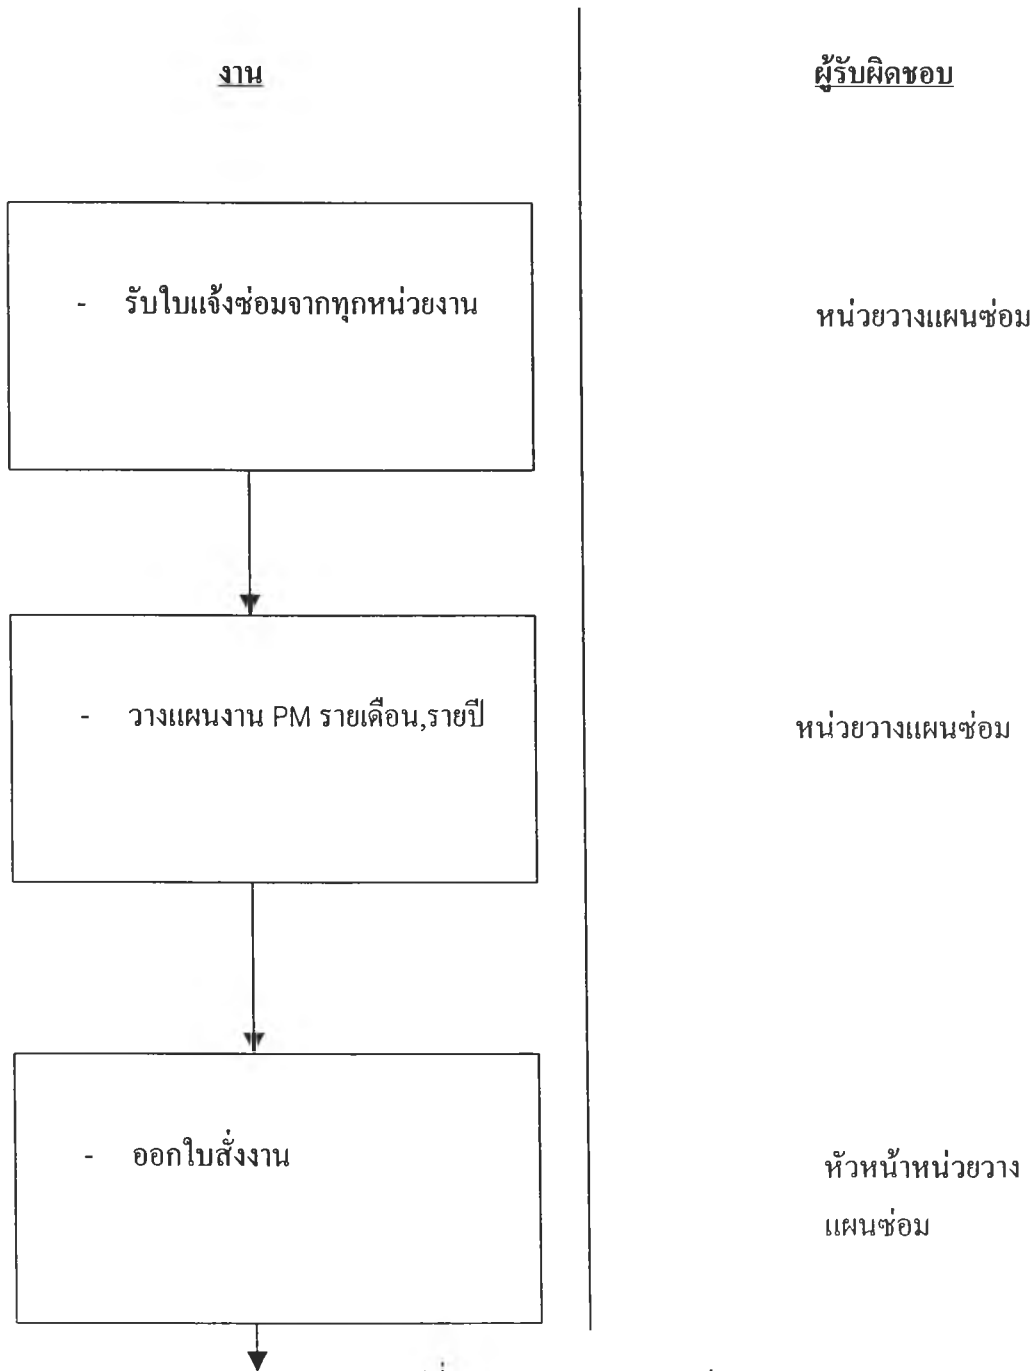 งาน
ผู้รับผิดชอบ
- รับใบแจ้งซ่อมจากทุกหน่วยงาน
หน่วยวางแผนซ่อม
- วางแผนงาน PM รายเดือน,รายปี
หน่วยวางแผนซ่อม
- ออกใบสั่งงาน
หัวหน้าหน่วยวาง
แผนซ่อม